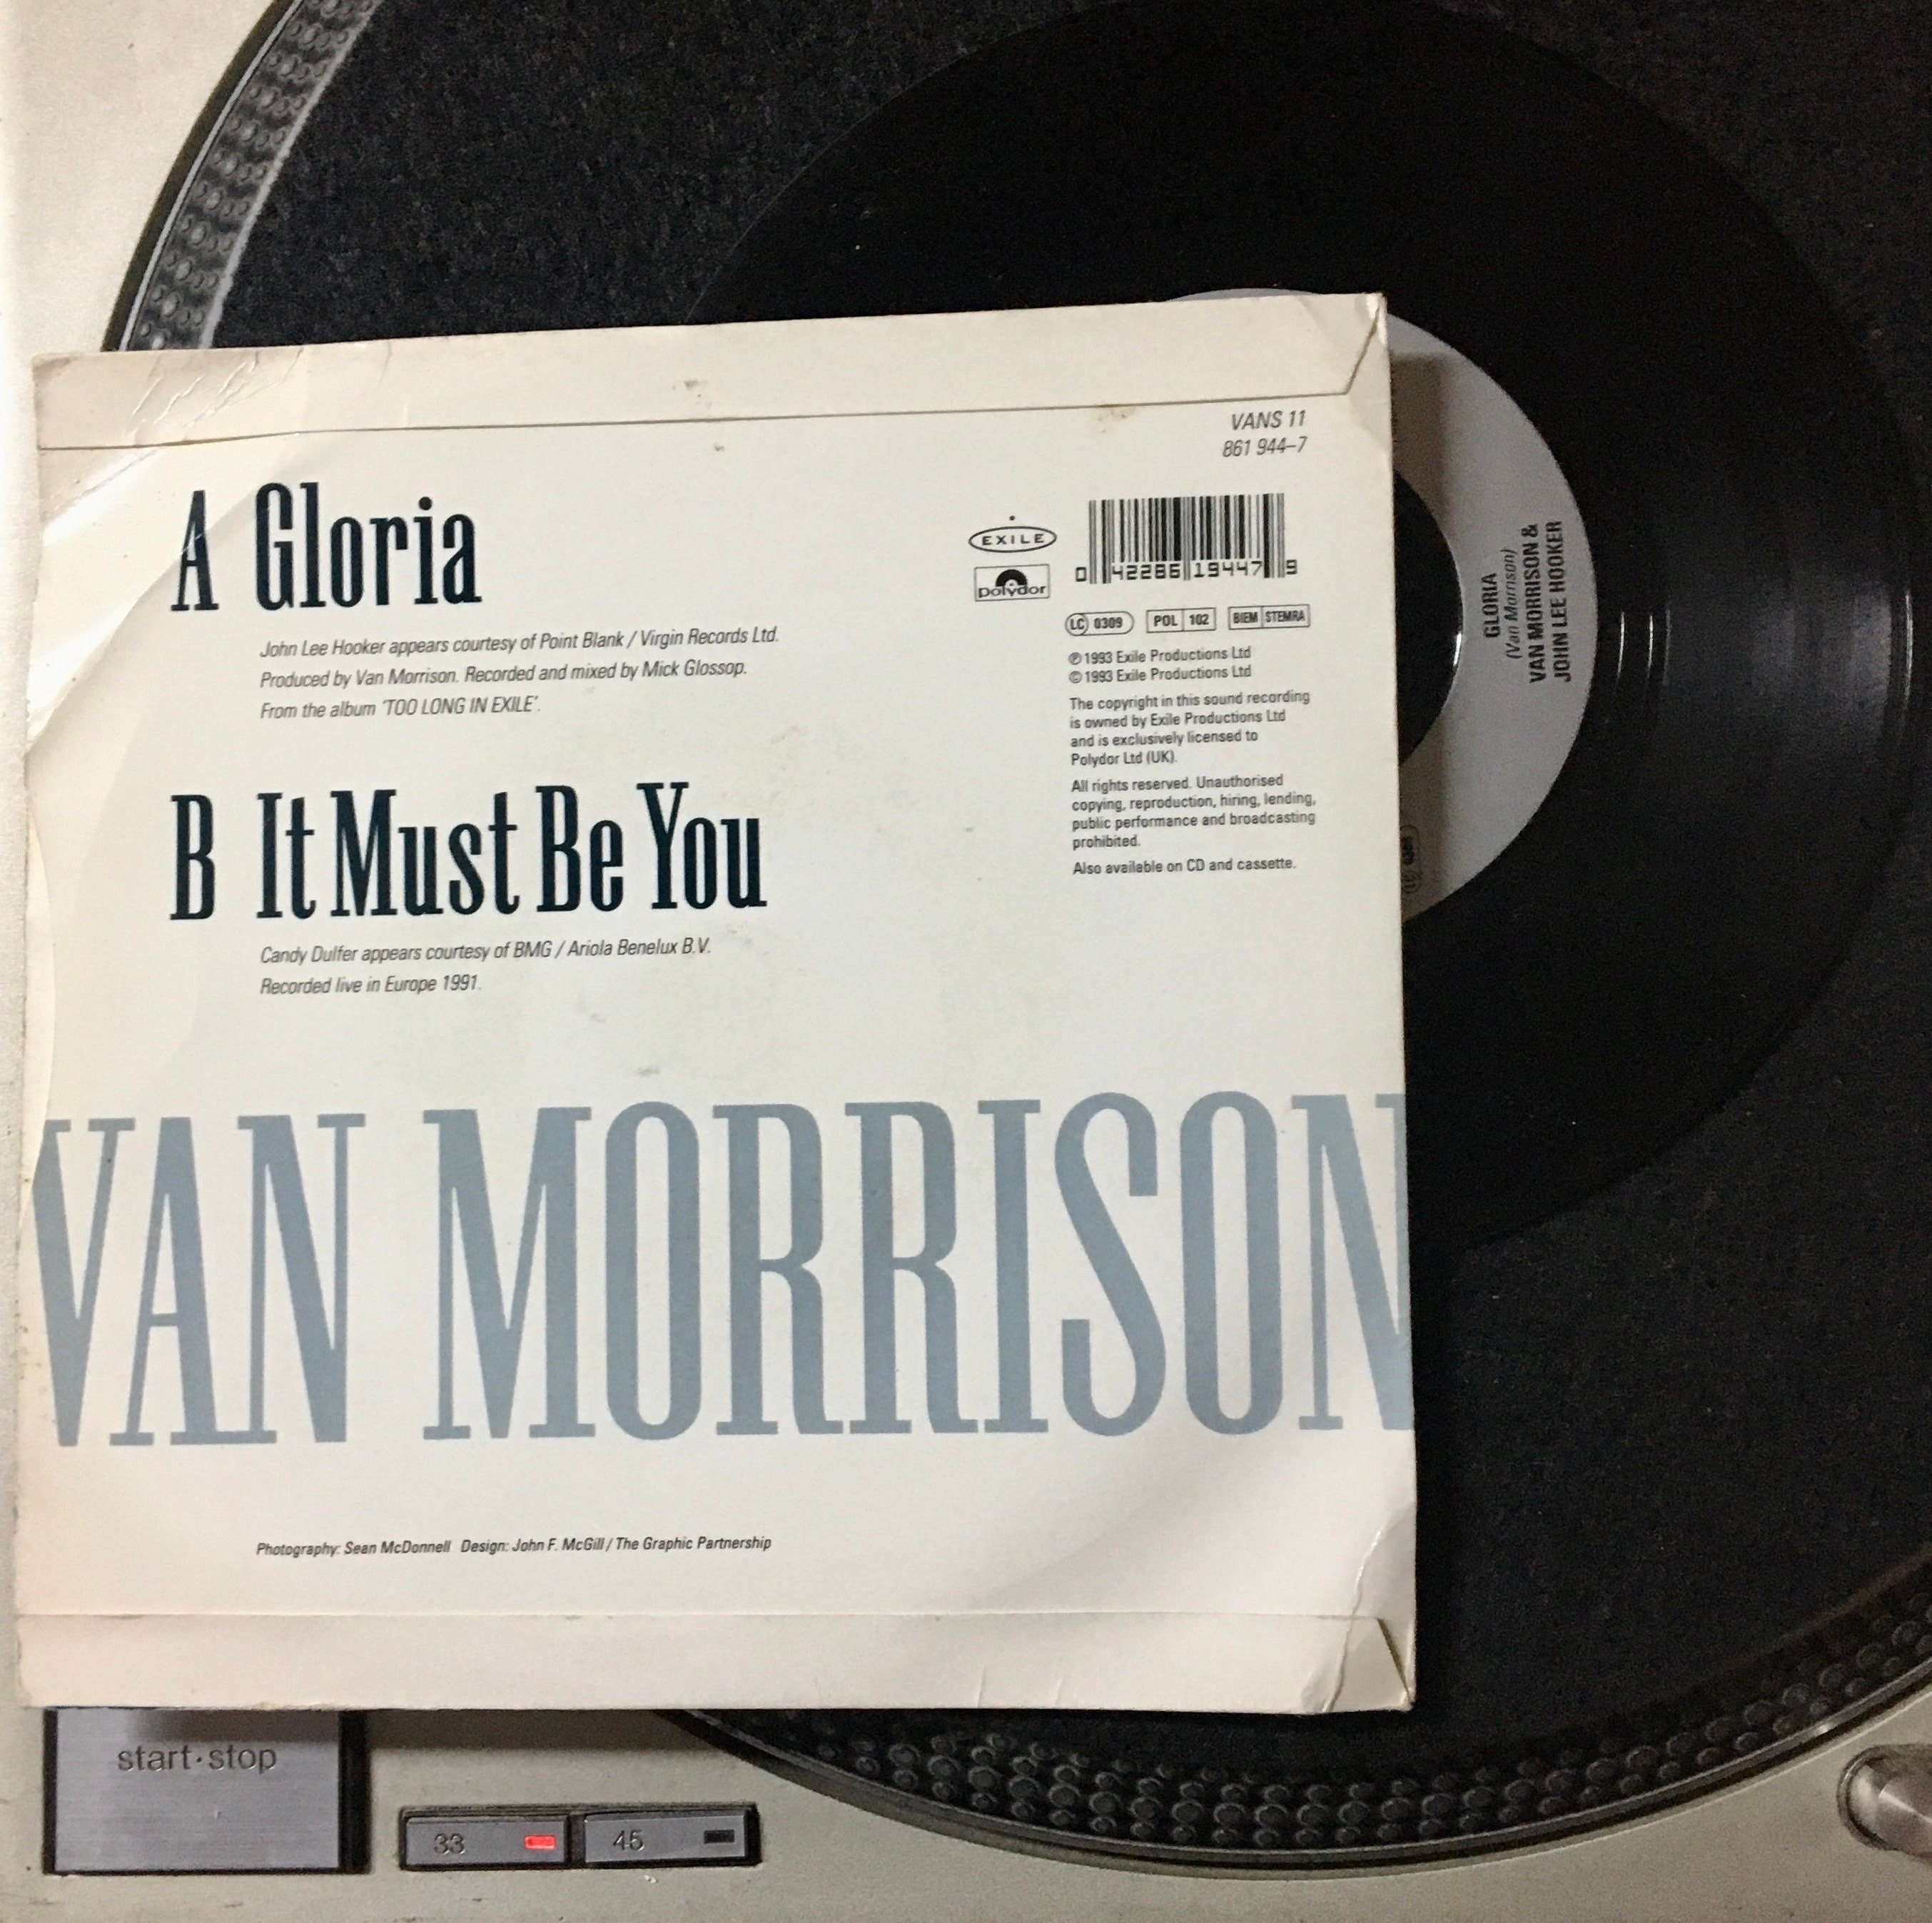 VANS 11
861 944–7
A Gloria
John Lee Hooker appears courtesy of Point Blank / Virgin Records Ltd.
Produced by Van Morrison. Recorded and mixed by Mick Glossop.
From the album 'TOO LONG IN EXILE'.
EXILE
polydor
0 42286 19447 9
LC 0309 POL 102 BIEM STEMRA
℗ 1993 Exile Productions Ltd
© 1993 Exile Productions Ltd
The copyright in this sound recording
is owned by Exile Productions Ltd
and is exclusively licensed to
Polydor Ltd (UK).
All rights reserved. Unauthorised
copying, reproduction, hiring, lending,
public performance and broadcasting
prohibited.
Also available on CD and cassette.
B It Must Be You
Candy Dulfer appears courtesy of BMG / Ariola Benelux B.V.
Recorded live in Europe 1991.
VAN MORRISON
Photography: Sean McDonnell Design: John F. McGill / The Graphic Partnership
GLORIA
(Van Morrison)
VAN MORRISON &
JOHN LEE HOOKER
start·stop
33
45